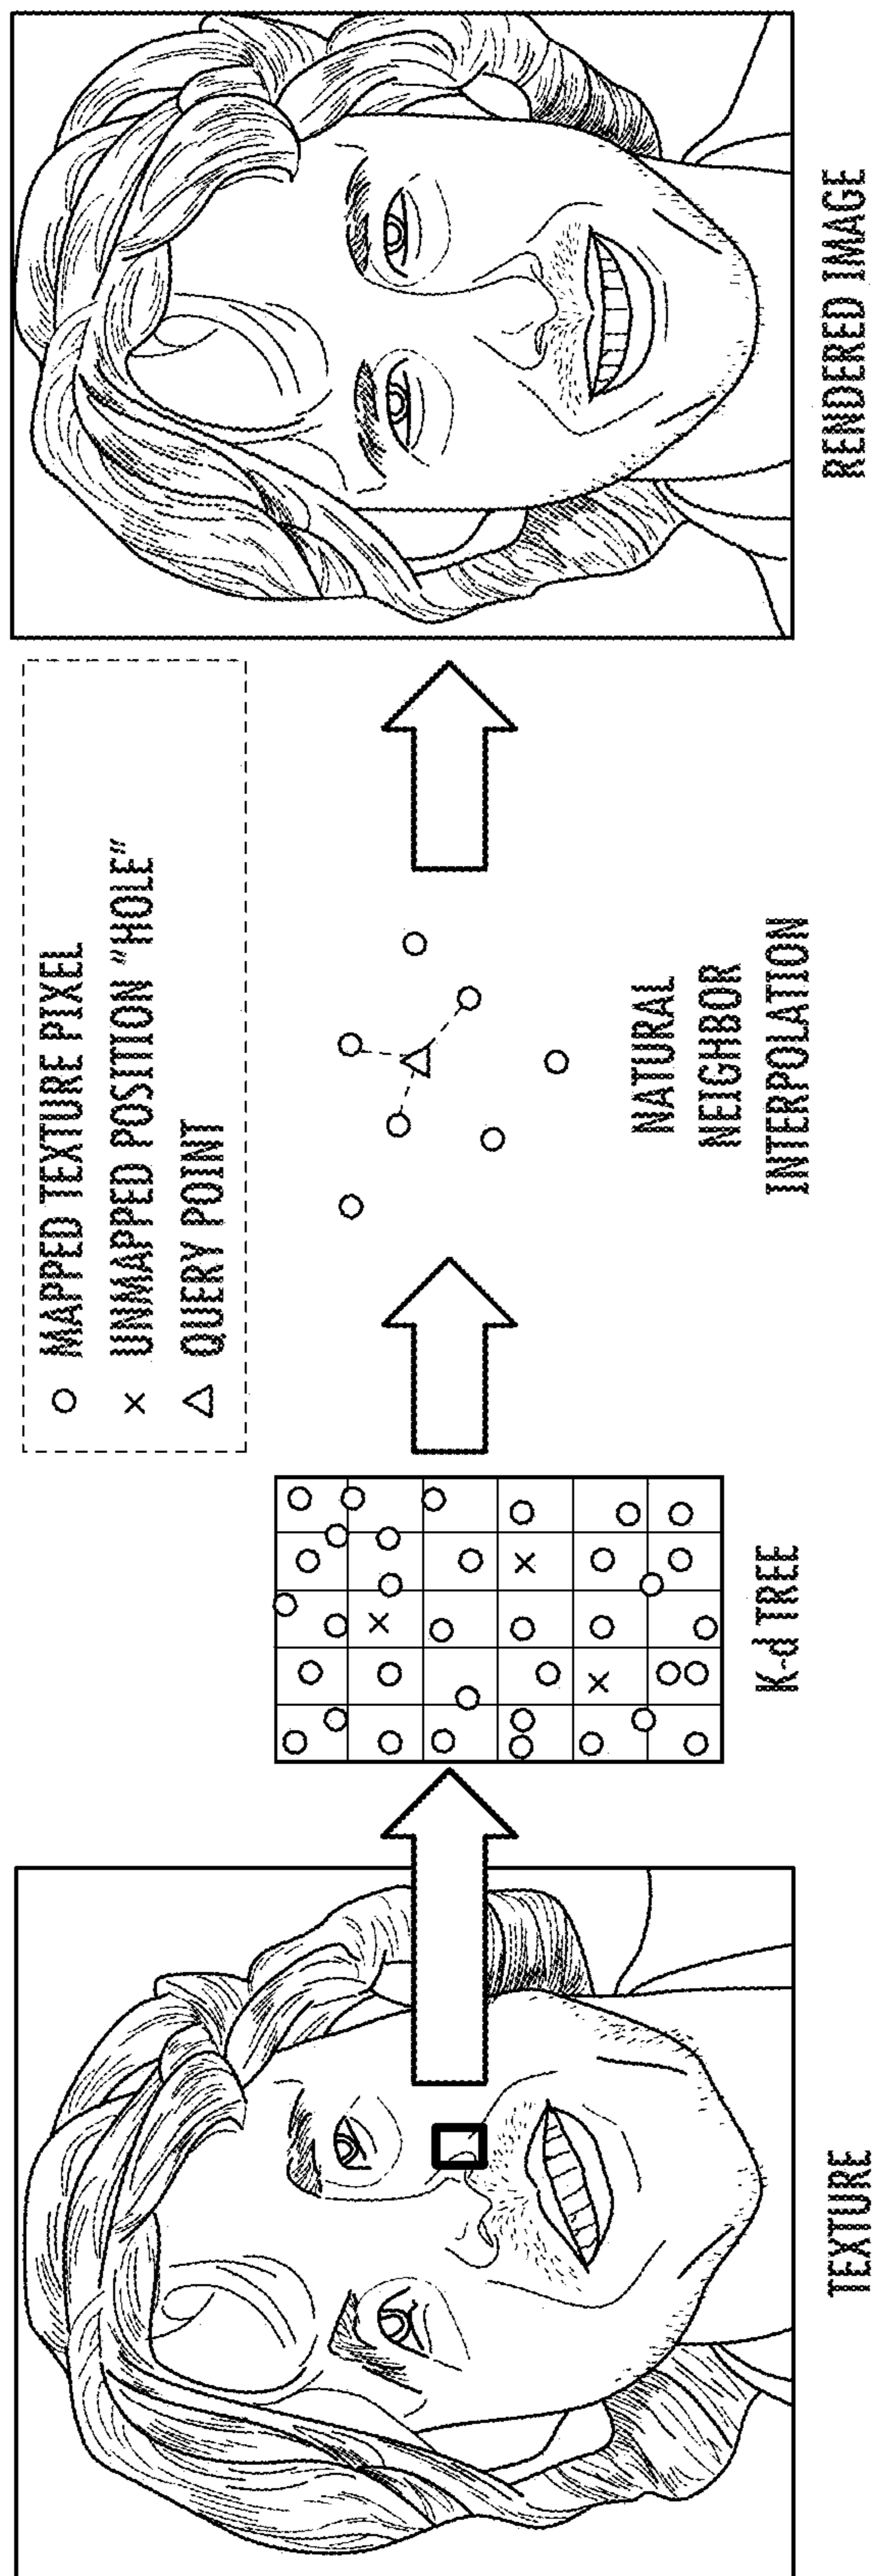 MAPPED TEXTURE PIXEL
UNMAPPED POSITION "HOLE"
QUERY POINT
TEXTURE
K-d TREE
NATURAL
NEIGHBOR
INTERPOLATION
RENDERED IMAGE